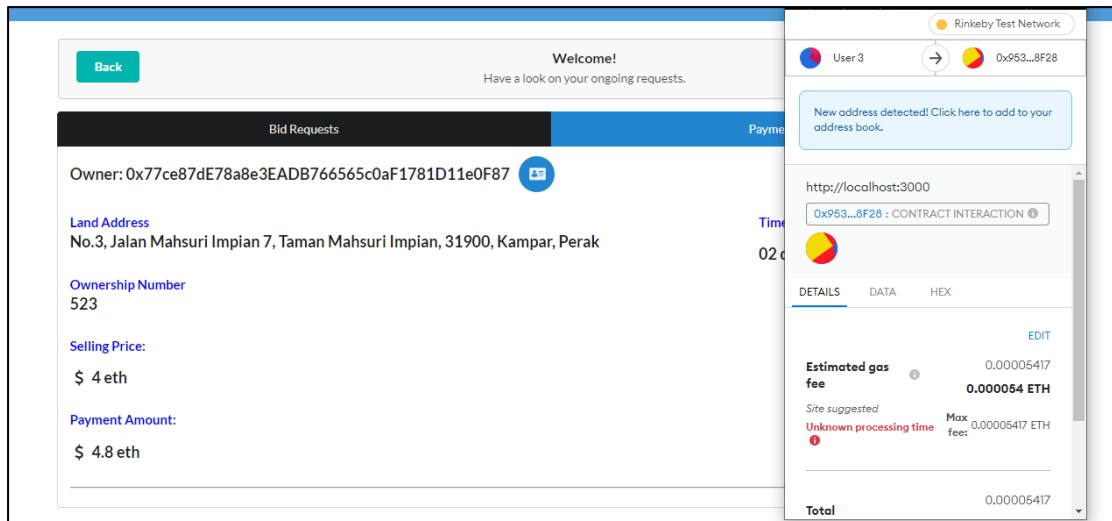 Back
Welcome!
Have a look on your ongoing requests.
Bid Requests
Payme
Owner: 0x77ce87dE78a8e3EADB766565c0aF1781D11e0F87
Land Address
No.3, Jalan Mahsuri Impian 7, Taman Mahsuri Impian, 31900, Kampar, Perak
Time
02 d
Ownership Number
523
Selling Price:
$ 4 eth
Payment Amount:
$ 4.8 eth
Rinkeby Test Network
User 3
0x953...8F28
New address detected! Click here to add to your
address book.
http://localhost:3000
0x953...8F28 : CONTRACT INTERACTION
DETAILS DATA HEX
EDIT
Estimated gas
fee
0.00005417
0.000054 ETH
Site suggested
Unknown processing time
Max
fee: 0.00005417 ETH
0.00005417
Total